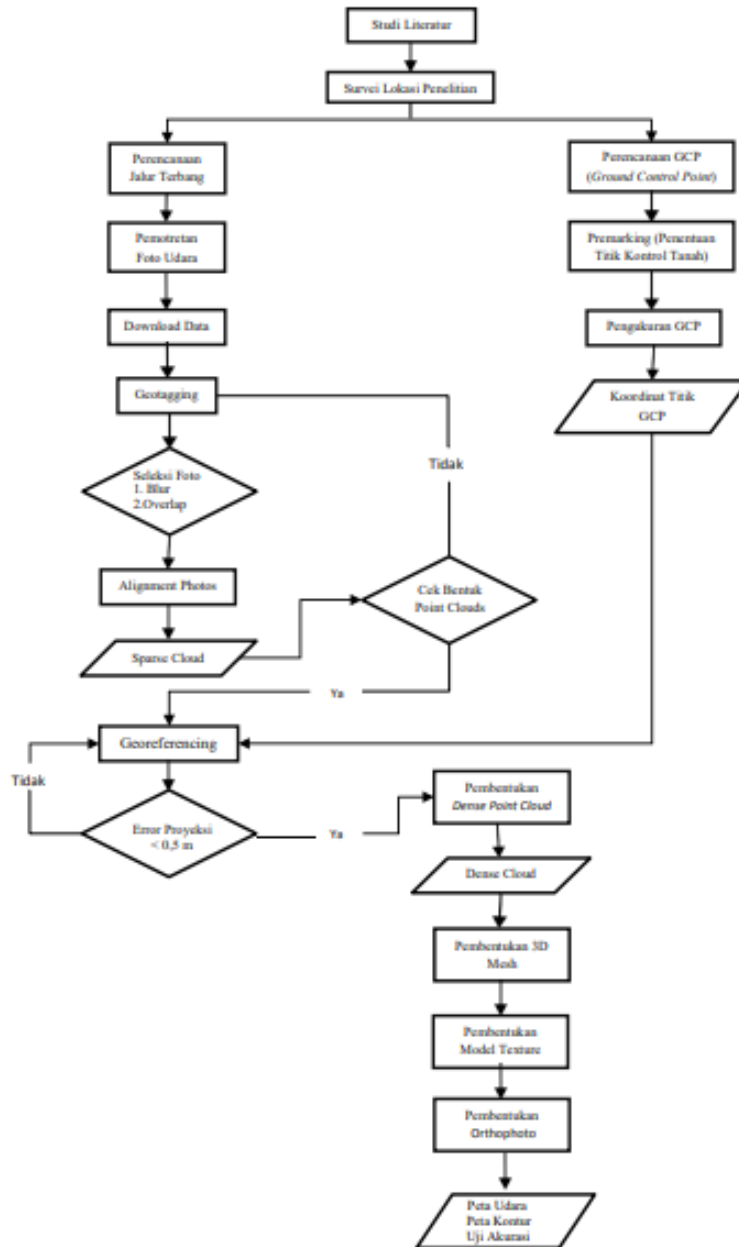 Studi Literatur
Survei Lokasi Penelitian
Perencanaan
Jalur Terbang
Perencanaan GCP
(Ground Control Point)
Pemotretan
Foto Udara
Premarking (Penentuan
Titik Kontrol Tanah)
Download Data
Pengukuran GCP
Geotagging
Koordinat Titik
GCP
Tidak
Seleksi Foto
1. Blur
2.Overlap
Alignment Photos
Cek Bentuk
Point Clouds
Sparse Cloud
Ya
Georeferencing
Tidak
Error Proyeksi
< 0,5 m
Ya
Pembentukan
Dense Point Cloud
Dense Cloud
Pembentukan 3D
Mesh
Pembentukan
Model Texture
Pembentukan
Orthophoto
Peta Udara
Peta Kontur
Uji Akurasi